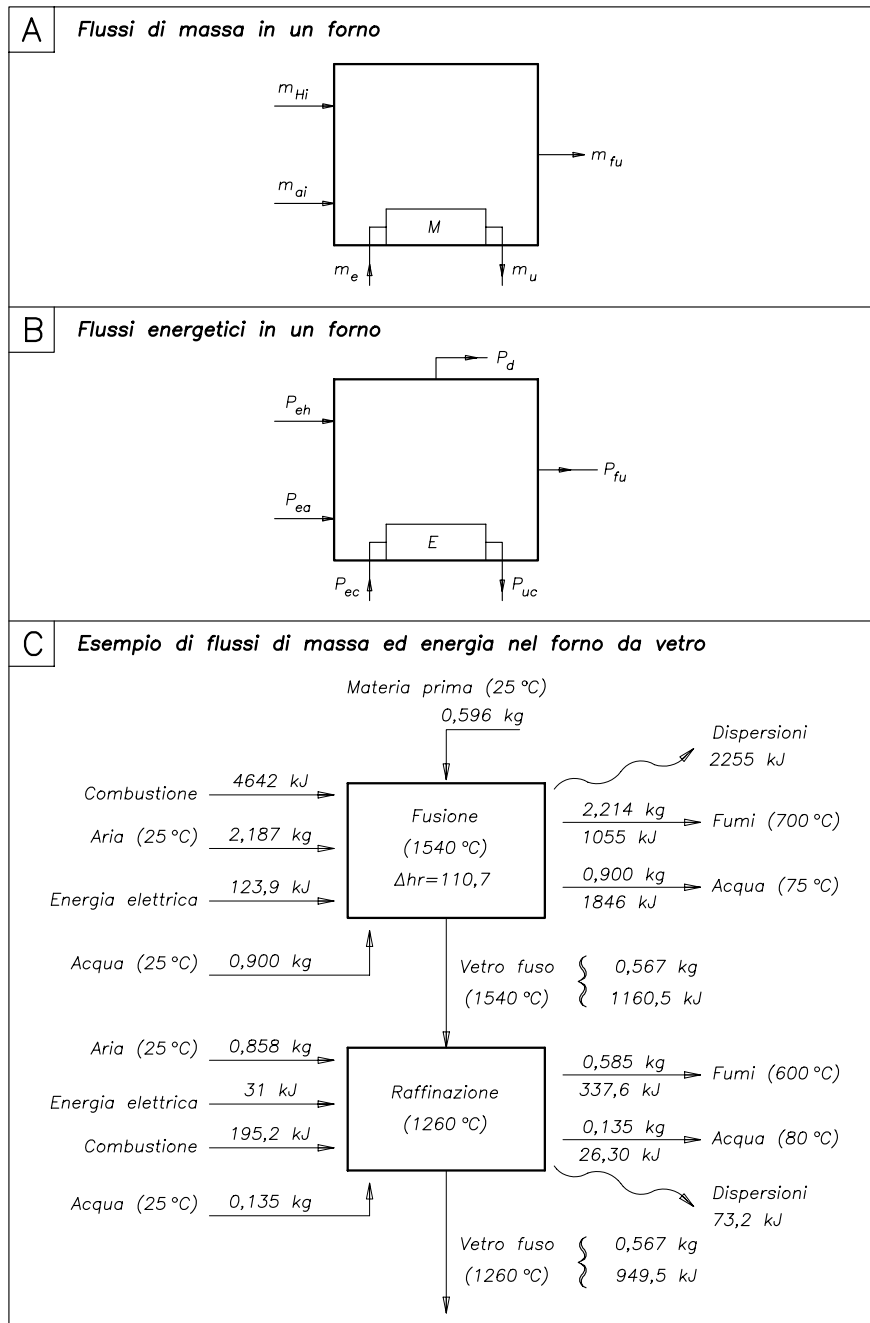 A Flussi di massa in un forno
m_Hi
m_ai
m_fu
M
m_e
m_u
B Flussi energetici in un forno
P_d
P_eh
P_ea
P_fu
E
P_ec
P_uc
C Esempio di flussi di massa ed energia nel forno da vetro
Materia prima (25 °C)
0,596 kg
Dispersioni
2255 kJ
Combustione 4642 kJ
Aria (25 °C) 2,187 kg
Energia elettrica 123,9 kJ
Acqua (25 °C) 0,900 kg
Fusione
(1540 °C)
Δhr=110,7
2,214 kg
1055 kJ
Fumi (700 °C)
0,900 kg
1846 kJ
Acqua (75 °C)
Vetro fuso 0,567 kg
(1540 °C) 1160,5 kJ
Aria (25 °C) 0,858 kg
Energia elettrica 31 kJ
Combustione 195,2 kJ
Acqua (25 °C) 0,135 kg
Raffinazione
(1260 °C)
0,585 kg
337,6 kJ
Fumi (600 °C)
0,135 kg
26,30 kJ
Acqua (80 °C)
Dispersioni
73,2 kJ
Vetro fuso 0,567 kg
(1260 °C) 949,5 kJ